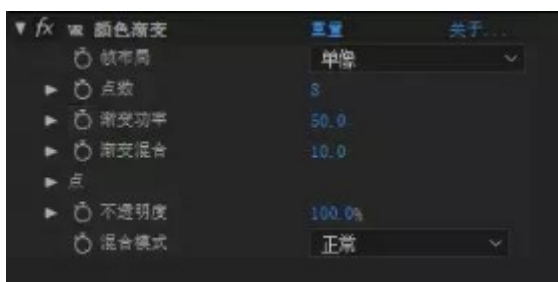 fx VR 颜色渐变 重置 关于...
帧布局 单像
点数 8
渐变功率 50.0
渐变混合 10.0
点
不透明度 100.0%
混合模式 正常